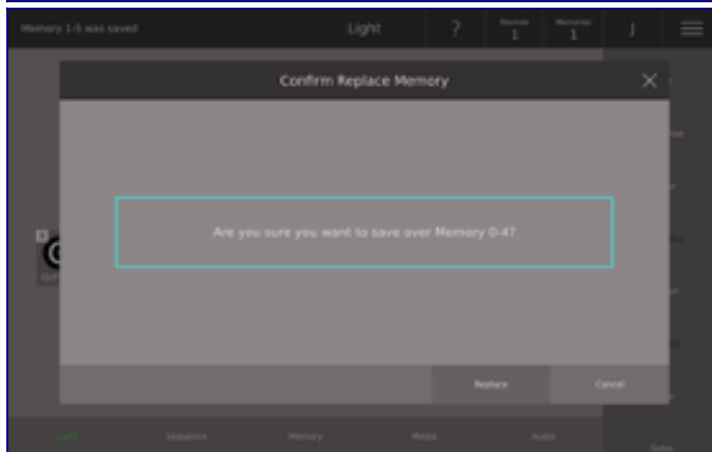 Memory 1-5 was saved
Light
?
Devices
1
Memories
1
J
Confirm Replace Memory
Are you sure you want to save over Memory 0-4?
Replace
Cancel
Light
Sequence
Memory
Media
Audio